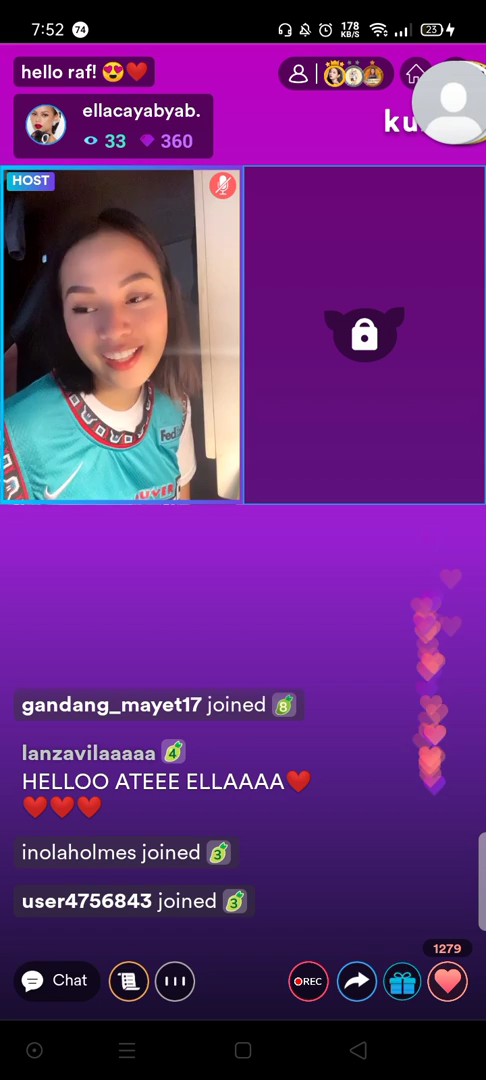 7:52 74 178 KB/S 23
hello raf! 😍❤️
ellacayabyab.
33 360
ku
HOST
Fed
gandang_mayet17 joined 8
lanzavilaaaaa 4
HELLOO ATEEE ELLAAAA❤️
❤️❤️❤️
inolaholmes joined 3
user4756843 joined 3
1279
Chat REC